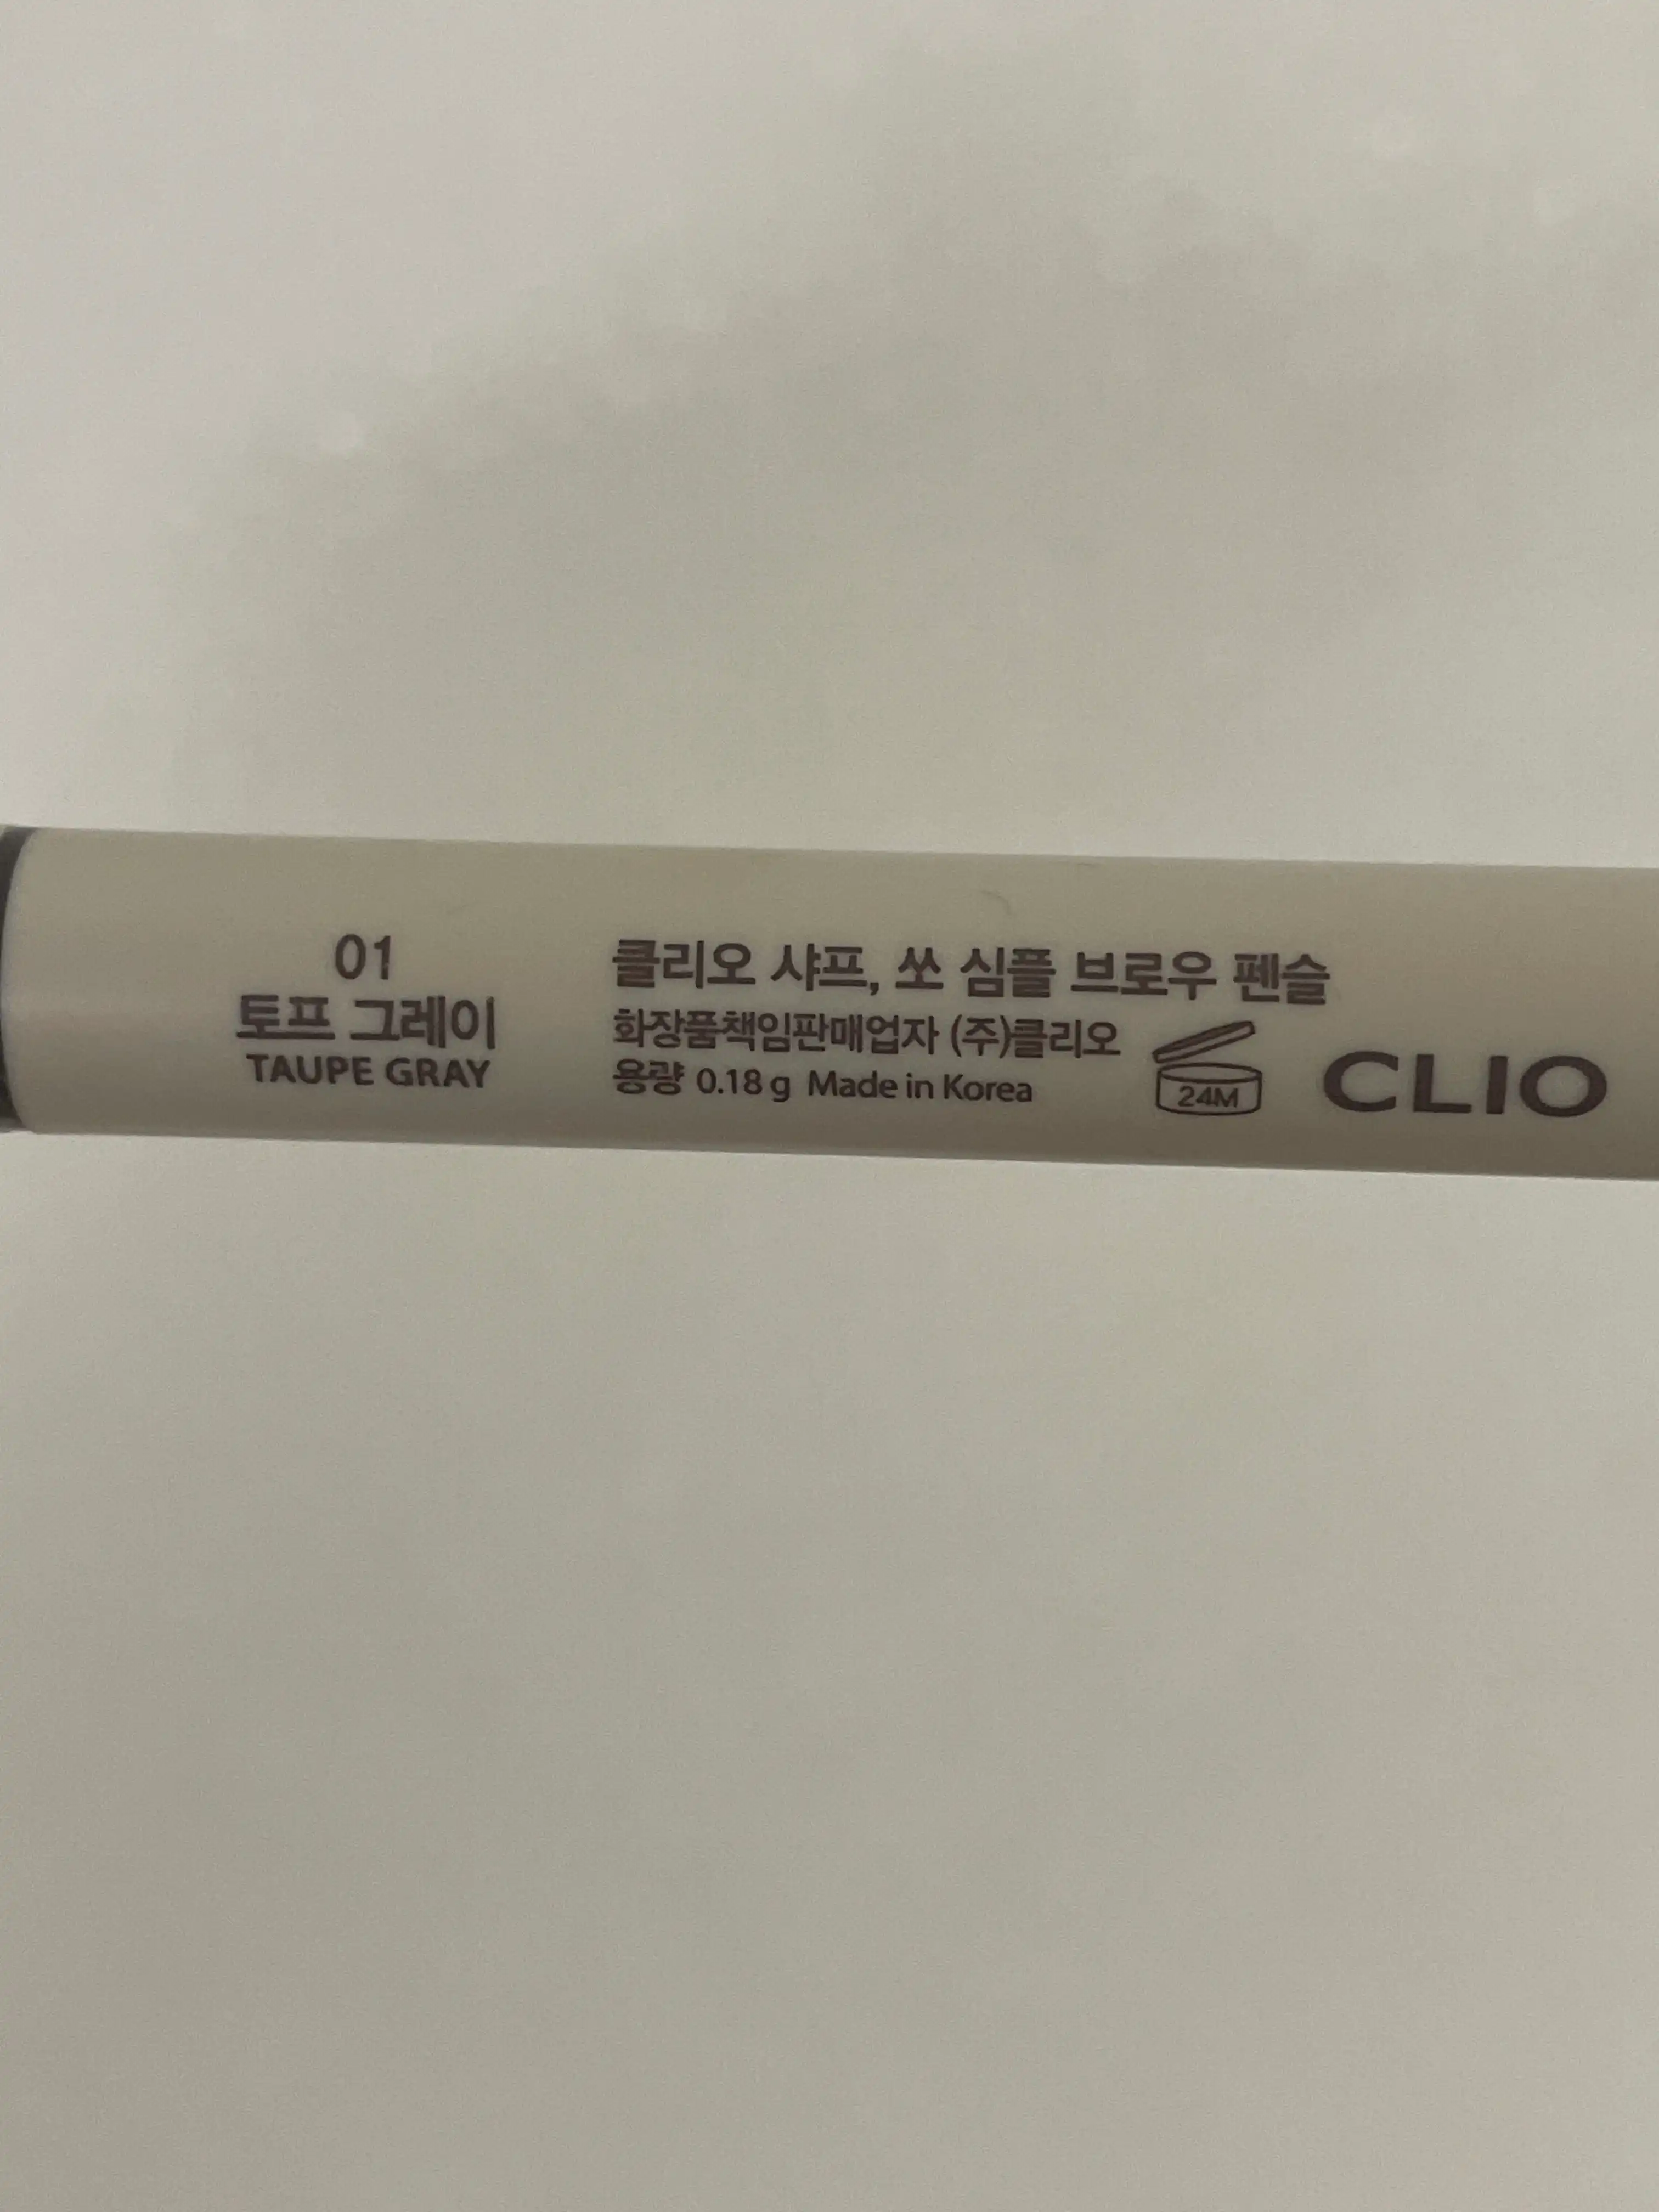 01
토프 그레이
TAUPE GRAY
클리오 샤프, 쏘 심플 브로우 펜슬
화장품책임판매업자 (주)클리오
용량 0.18 g Made in Korea
24M
CLIO